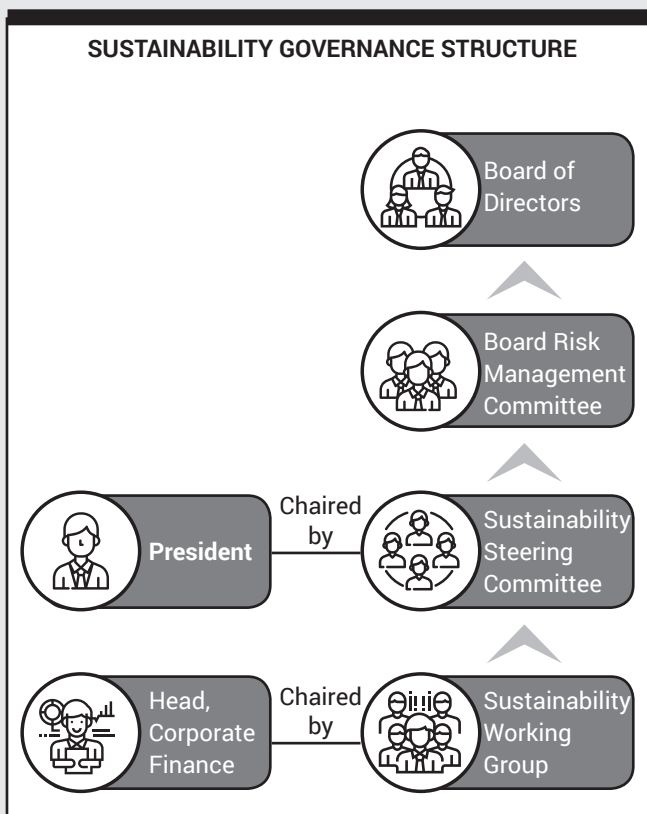 SUSTAINABILITY GOVERNANCE STRUCTURE
Board of
Directors
Board Risk
Management
Committee
President
Chaired
by
Sustainability
Steering
Committee
Head,
Corporate
Finance
Chaired
by
Sustainability
Working
Group